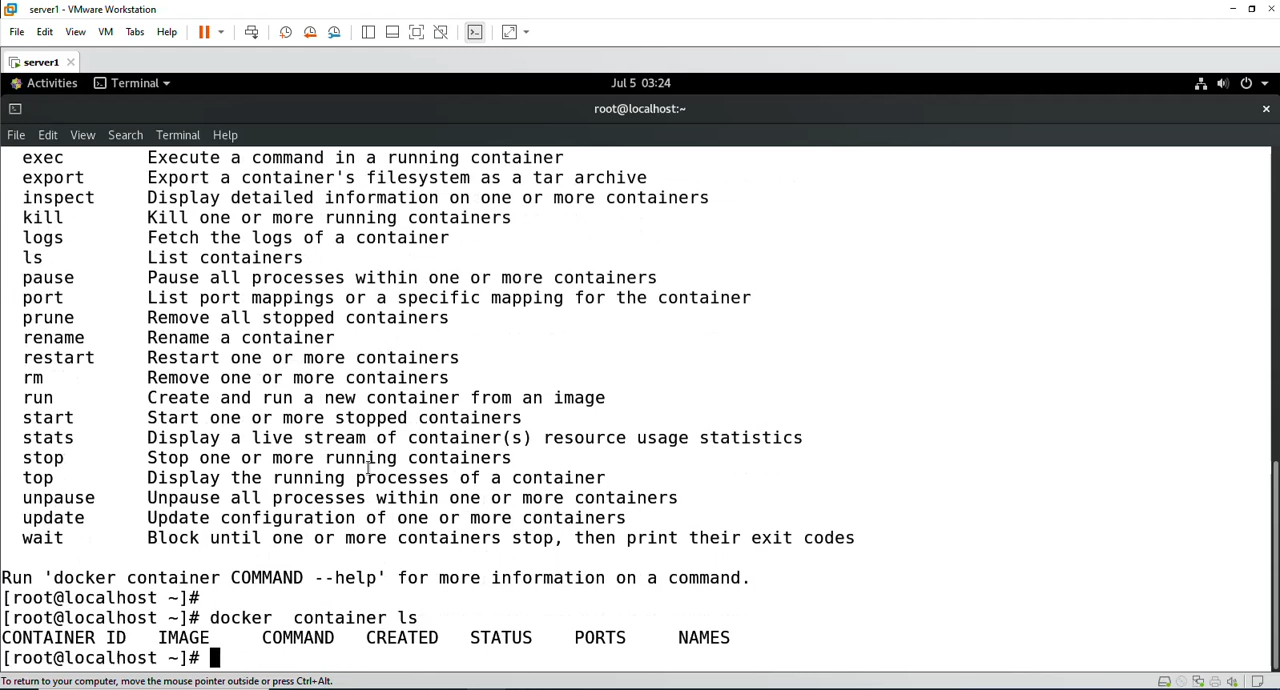 server1 - VMware Workstation
File Edit View VM Tabs Help
server1
Activities Terminal Jul 5 03:24
root@localhost:~
File Edit View Search Terminal Help
exec Execute a command in a running container
export Export a container's filesystem as a tar archive
inspect Display detailed information on one or more containers
kill Kill one or more running containers
logs Fetch the logs of a container
ls List containers
pause Pause all processes within one or more containers
port List port mappings or a specific mapping for the container
prune Remove all stopped containers
rename Rename a container
restart Restart one or more containers
rm Remove one or more containers
run Create and run a new container from an image
start Start one or more stopped containers
stats Display a live stream of container(s) resource usage statistics
stop Stop one or more running containers
top Display the running processes of a container
unpause Unpause all processes within one or more containers
update Update configuration of one or more containers
wait Block until one or more containers stop, then print their exit codes
Run 'docker container COMMAND --help' for more information on a command.
[root@localhost ~]#
[root@localhost ~]# docker  container ls
CONTAINER ID IMAGE COMMAND CREATED STATUS PORTS NAMES
[root@localhost ~]#
To return to your computer, move the mouse pointer outside or press Ctrl+Alt.